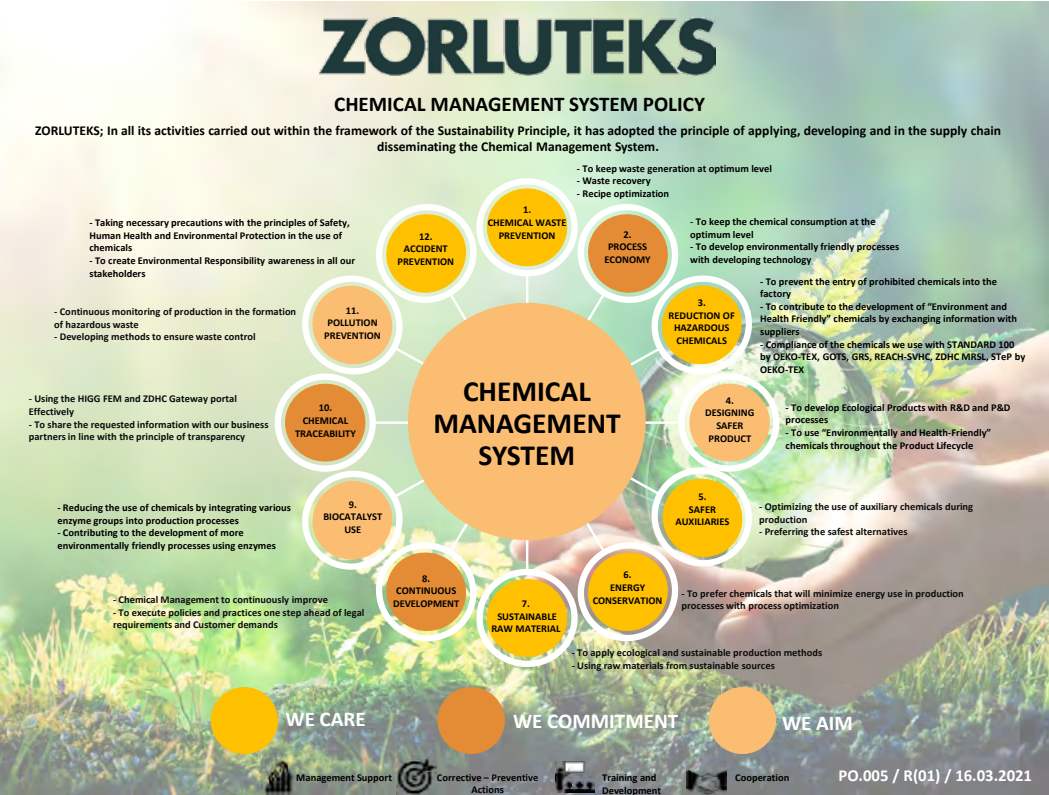 ZORLUTEKS
CHEMICAL MANAGEMENT SYSTEM POLICY
ZORLUTEKS; In all its activities carried out within the framework of the Sustainability Principle, it has adopted the principle of applying, developing and in the supply chain
disseminating the Chemical Management System.
1.
CHEMICAL WASTE
PREVENTION
- To keep waste generation at optimum level
- Waste recovery
- Recipe optimization
2.
PROCESS
ECONOMY
- To keep the chemical consumption at the
optimum level
- To develop environmentally friendly processes
with developing technology
3.
REDUCTION OF
HAZARDOUS
CHEMICALS
- To prevent the entry of prohibited chemicals into the
factory
- To contribute to the development of “Environment and
Health Friendly” chemicals by exchanging information with
suppliers
- Compliance of the chemicals we use with STANDARD 100
by OEKO-TEX, GOTS, GRS, REACH-SVHC, ZDHC MRSL, STeP by
OEKO-TEX
4.
DESIGNING
SAFER
PRODUCT
- To develop Ecological Products with R&D and P&D
processes
- To use “Environmentally and Health-Friendly”
chemicals throughout the Product Lifecycle
5.
SAFER
AUXILIARIES
- Optimizing the use of auxiliary chemicals during
production
- Preferring the safest alternatives
6.
ENERGY
CONSERVATION
- To prefer chemicals that will minimize energy use in production
processes with process optimization
7.
SUSTAINABLE
RAW MATERIAL
- To apply ecological and sustainable production methods
- Using raw materials from sustainable sources
8.
CONTINUOUS
DEVELOPMENT
- Chemical Management to continuously improve
- To execute policies and practices one step ahead of legal
requirements and Customer demands
9.
BIOCATALYST
USE
- Reducing the use of chemicals by integrating various
enzyme groups into production processes
- Contributing to the development of more
environmentally friendly processes using enzymes
10.
CHEMICAL
TRACEABILITY
- Using the HIGG FEM and ZDHC Gateway portal
Effectively
- To share the requested information with our business
partners in line with the principle of transparency
11.
POLLUTION
PREVENTION
- Continuous monitoring of production in the formation
of hazardous waste
- Developing methods to ensure waste control
12.
ACCIDENT
PREVENTION
- Taking necessary precautions with the principles of Safety,
Human Health and Environmental Protection in the use of
chemicals
- To create Environmental Responsibility awareness in all our
stakeholders
CHEMICAL
MANAGEMENT
SYSTEM
WE CARE
WE COMMITMENT
WE AIM
Management Support
Corrective – Preventive
Actions
Training and
Development
Cooperation
PO.005 / R(01) / 16.03.2021